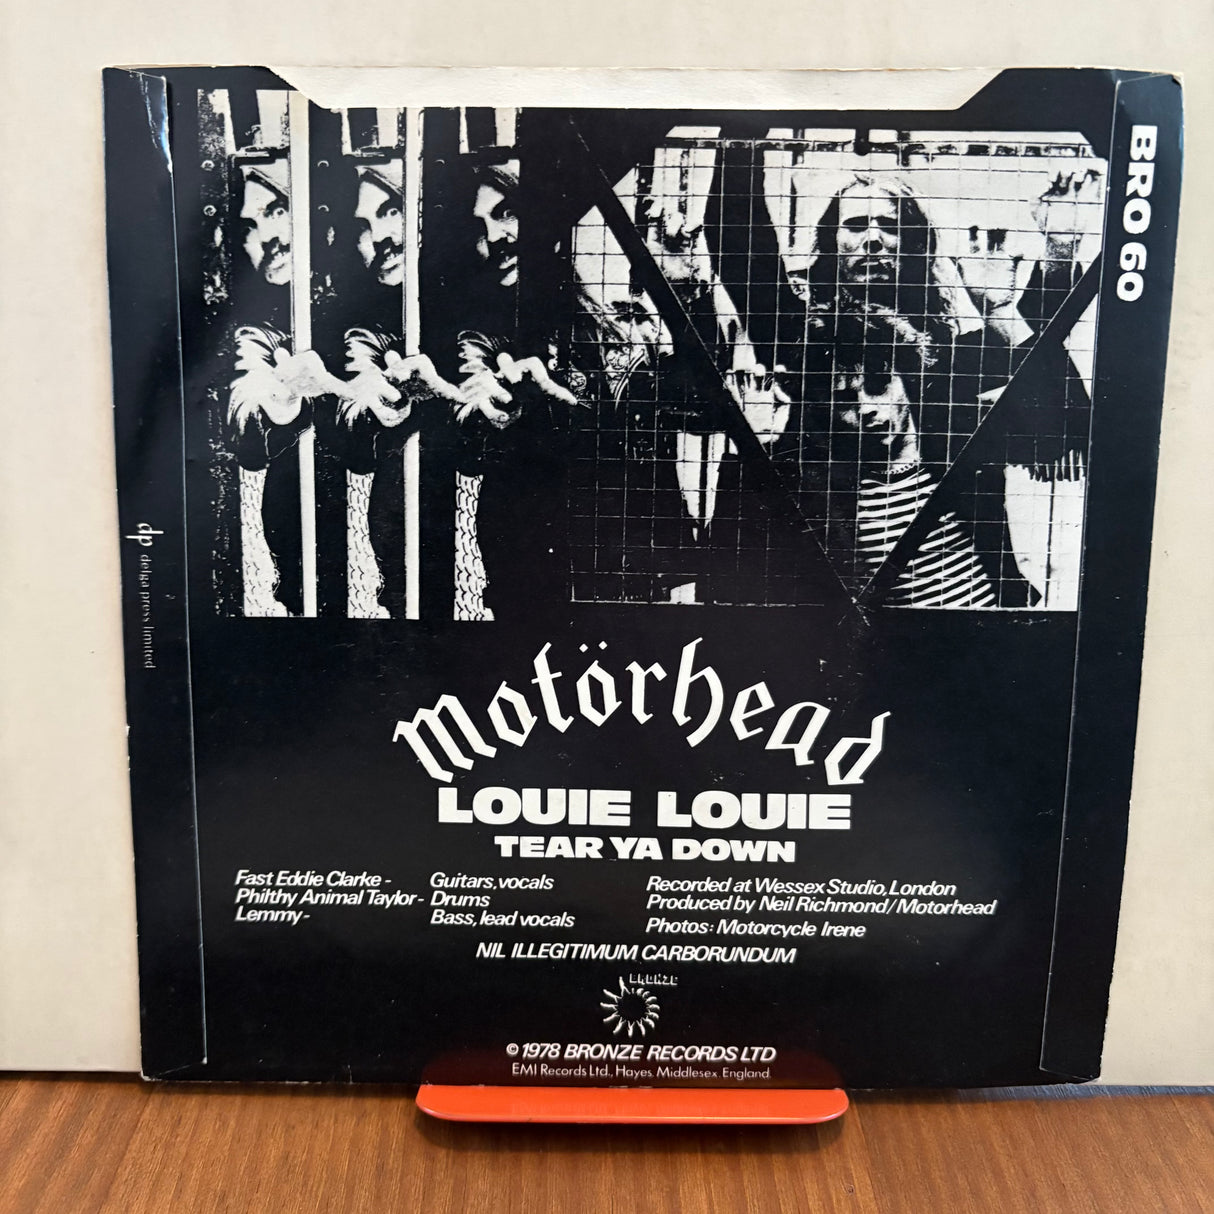 BRO 60
dp delga press limited
Motörhead
LOUIE LOUIE
TEAR YA DOWN
Fast Eddie Clarke - Guitars, vocals
Philthy Animal Taylor - Drums
Lemmy - Bass, lead vocals
Recorded at Wessex Studio, London
Produced by Neil Richmond/Motorhead
Photos: Motorcycle Irene
NIL ILLEGITIMUM CARBORUNDUM
BRONZE
© 1978 BRONZE RECORDS LTD
EMI Records Ltd., Hayes. Middlesex. England.